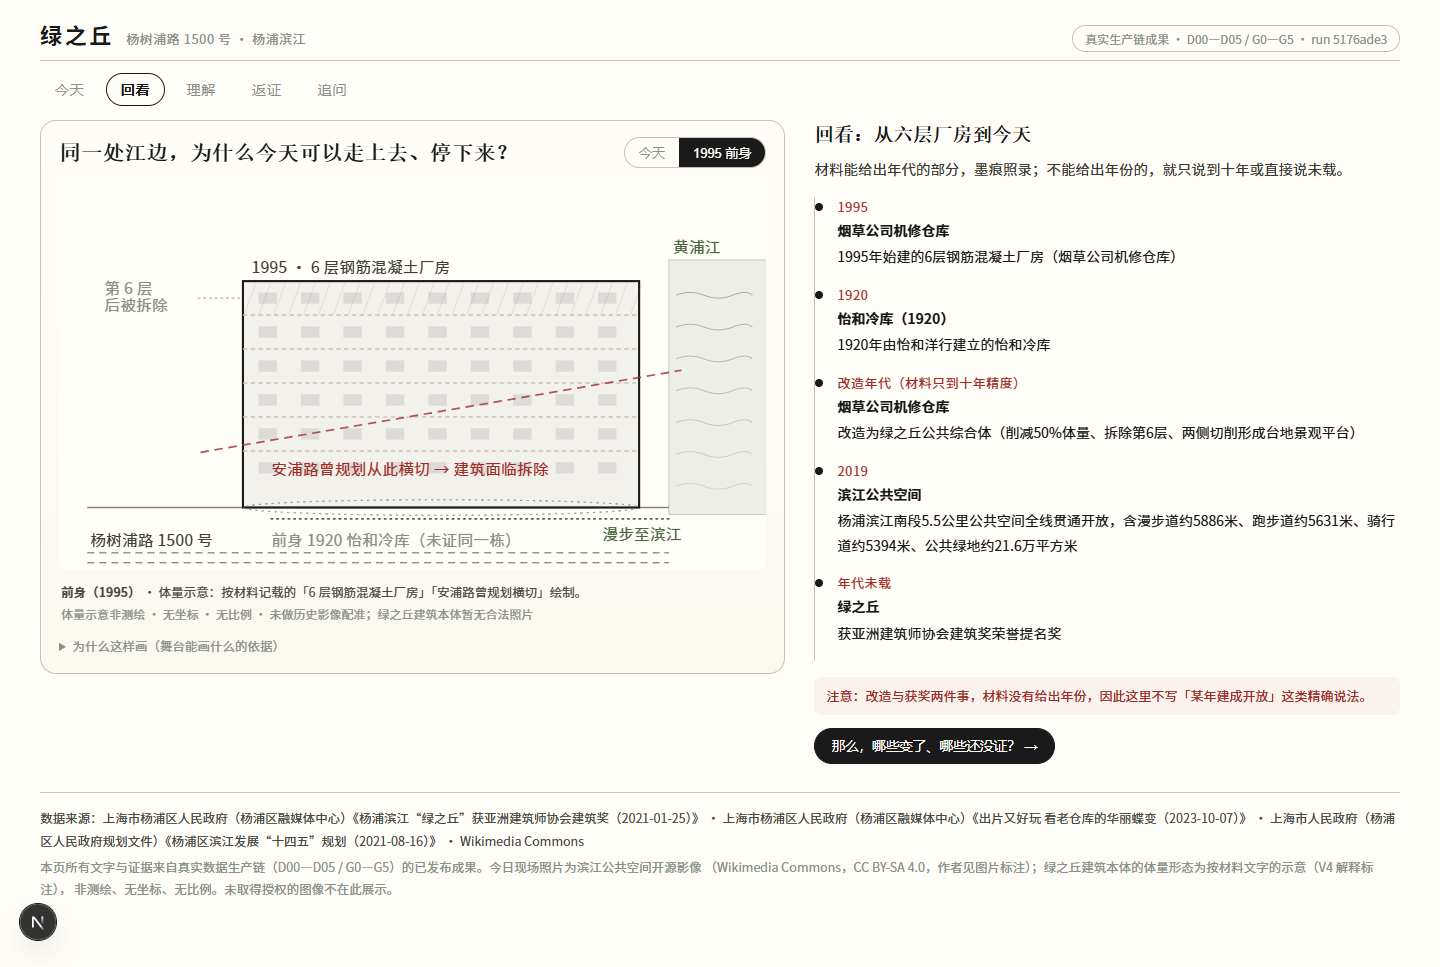 绿之丘 杨树浦路 1500 号 · 杨浦滨江
真实生产链成果 · D00—D05 / G0—G5 · run 5176ade3
今天 回看 理解 返证 追问
同一处江边，为什么今天可以走上去、停下来？
今天 1995 前身
黄浦江
1995 · 6 层钢筋混凝土厂房
第 6 层
后被拆除
安浦路曾规划从此横切 → 建筑面临拆除
杨树浦路 1500 号
前身 1920 怡和冷库（未证同一栋）
漫步至滨江
前身（1995） · 体量示意：按材料记载的「6 层钢筋混凝土厂房」「安浦路曾规划横切」绘制。
体量示意非测绘 · 无坐标 · 无比例 · 未做历史影像配准；绿之丘建筑本体暂无合法照片
▶ 为什么这样画（舞台能画什么的依据）
回看：从六层厂房到今天
材料能给出年代的部分，墨痕照录；不能给出年份的，就只说到十年或直接说未载。
1995
烟草公司机修仓库
1995年始建的6层钢筋混凝土厂房（烟草公司机修仓库）
1920
怡和冷库（1920）
1920年由怡和洋行建立的怡和冷库
改造年代（材料只到十年精度）
烟草公司机修仓库
改造为绿之丘公共综合体（削减50%体量、拆除第6层、两侧切削形成台地景观平台）
2019
滨江公共空间
杨浦滨江南段5.5公里公共空间全线贯通开放，含漫步道约5886米、跑步道约5631米、骑行
道约5394米、公共绿地约21.6万平方米
年代未载
绿之丘
获亚洲建筑师协会建筑奖荣誉提名奖
注意：改造与获奖两件事，材料没有给出年份，因此这里不写「某年建成开放」这类精确说法。
那么，哪些变了、哪些还没证？ →
数据来源：上海市杨浦区人民政府（杨浦区融媒体中心）《杨浦滨江“绿之丘”获亚洲建筑师协会建筑奖（2021-01-25）》 · 上海市杨浦区人民政府（杨浦区融媒体中心）《出片又好玩 看老仓库的华丽蝶变（2023-10-07）》 · 上海市人民政府（杨浦
区人民政府规划文件）《杨浦区滨江发展“十四五”规划（2021-08-16）》 · Wikimedia Commons
本页所有文字与证据来自真实数据生产链（D00—D05 / G0—G5）的已发布成果。今日现场照片为滨江公共空间开源影像 （Wikimedia Commons，CC BY-SA 4.0，作者见图片标注）；绿之丘建筑本体的体量形态为按材料文字的示意（V4 解释标
注）， 非测绘、无坐标、无比例。未取得授权的图像不在此展示。
N